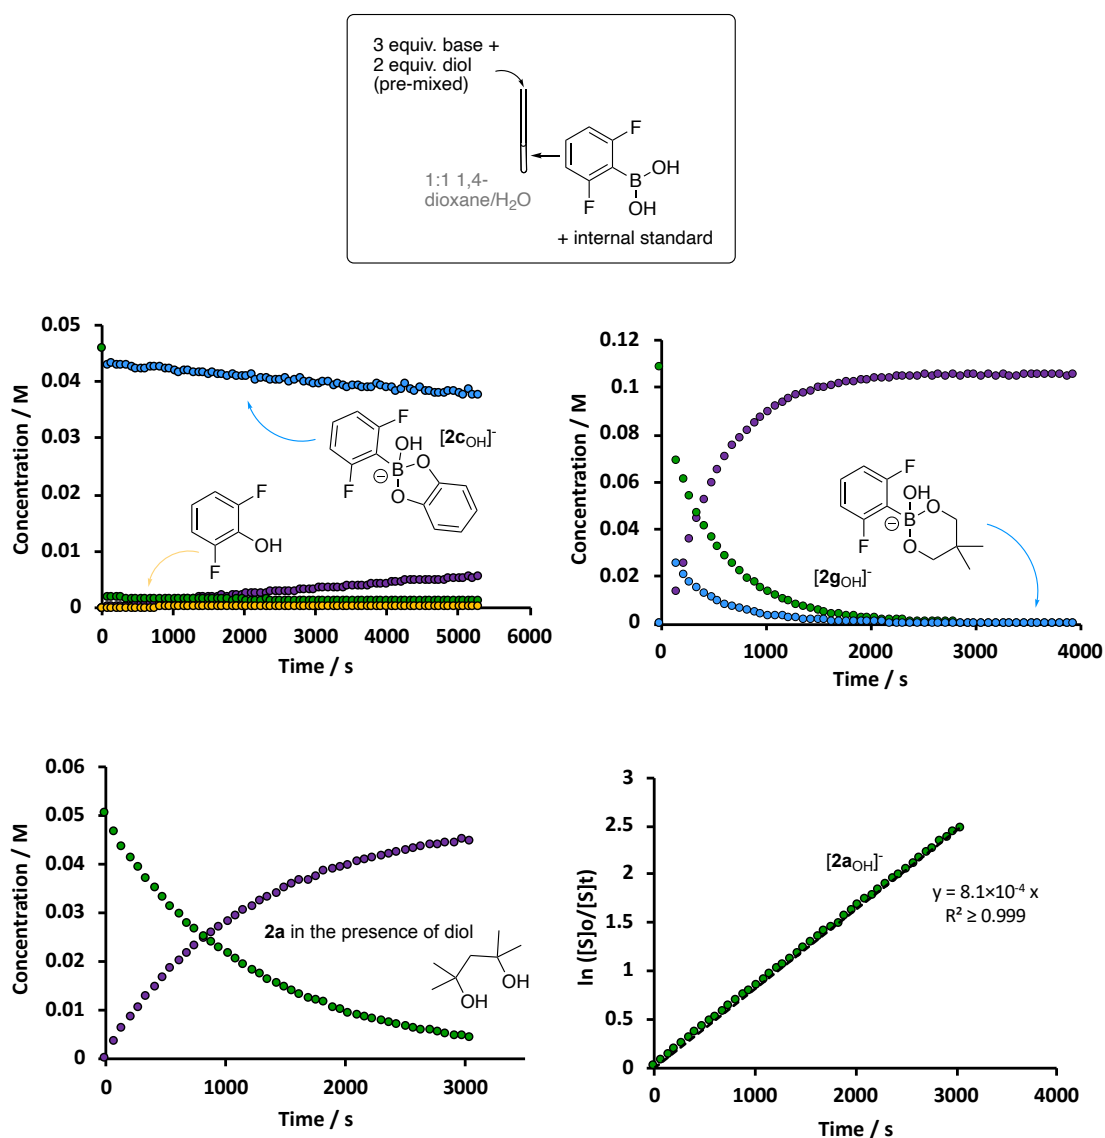 3 equiv. base +
2 equiv. diol
(pre-mixed)
F
OH
B
OH
F
1:1 1,4-
dioxane/H₂O
+ internal standard
0.05
0.04
0.03
0.02
0.01
0
Concentration / M
0 1000 2000 3000 4000 5000 6000
Time / s
F
OH
[2c_OH]⁻
B
O
⊖
F
O
F
OH
F
0.12
0.1
0.08
0.06
0.04
0.02
0
Concentration / M
0 1000 2000 3000 4000
Time / s
F
OH
O
B
⊖
F
O
[2g_OH]⁻
0.06
0.05
0.04
0.03
0.02
0.01
0
Concentration / M
0 1000 2000 3000
Time / s
2a in the presence of diol
OH
OH
3
2.5
2
1.5
1
0.5
0
ln ([S]o/[S]t)
0 1000 2000 3000 4000
Time / s
[2a_OH]⁻
y = 8.1×10⁻⁴ x
R² ≥ 0.999